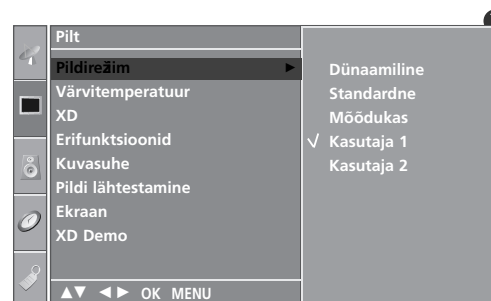 Pilt
Pildirežim
Värvitemperatuur
XD
Erifunktsioonid
Kuvasuhe
Pildi lähtestamine
Ekraan
XD Demo
▲▼ ◄► OK MENU
Dünaamiline
Standardne
Mõõdukas
√ Kasutaja 1
Kasutaja 2